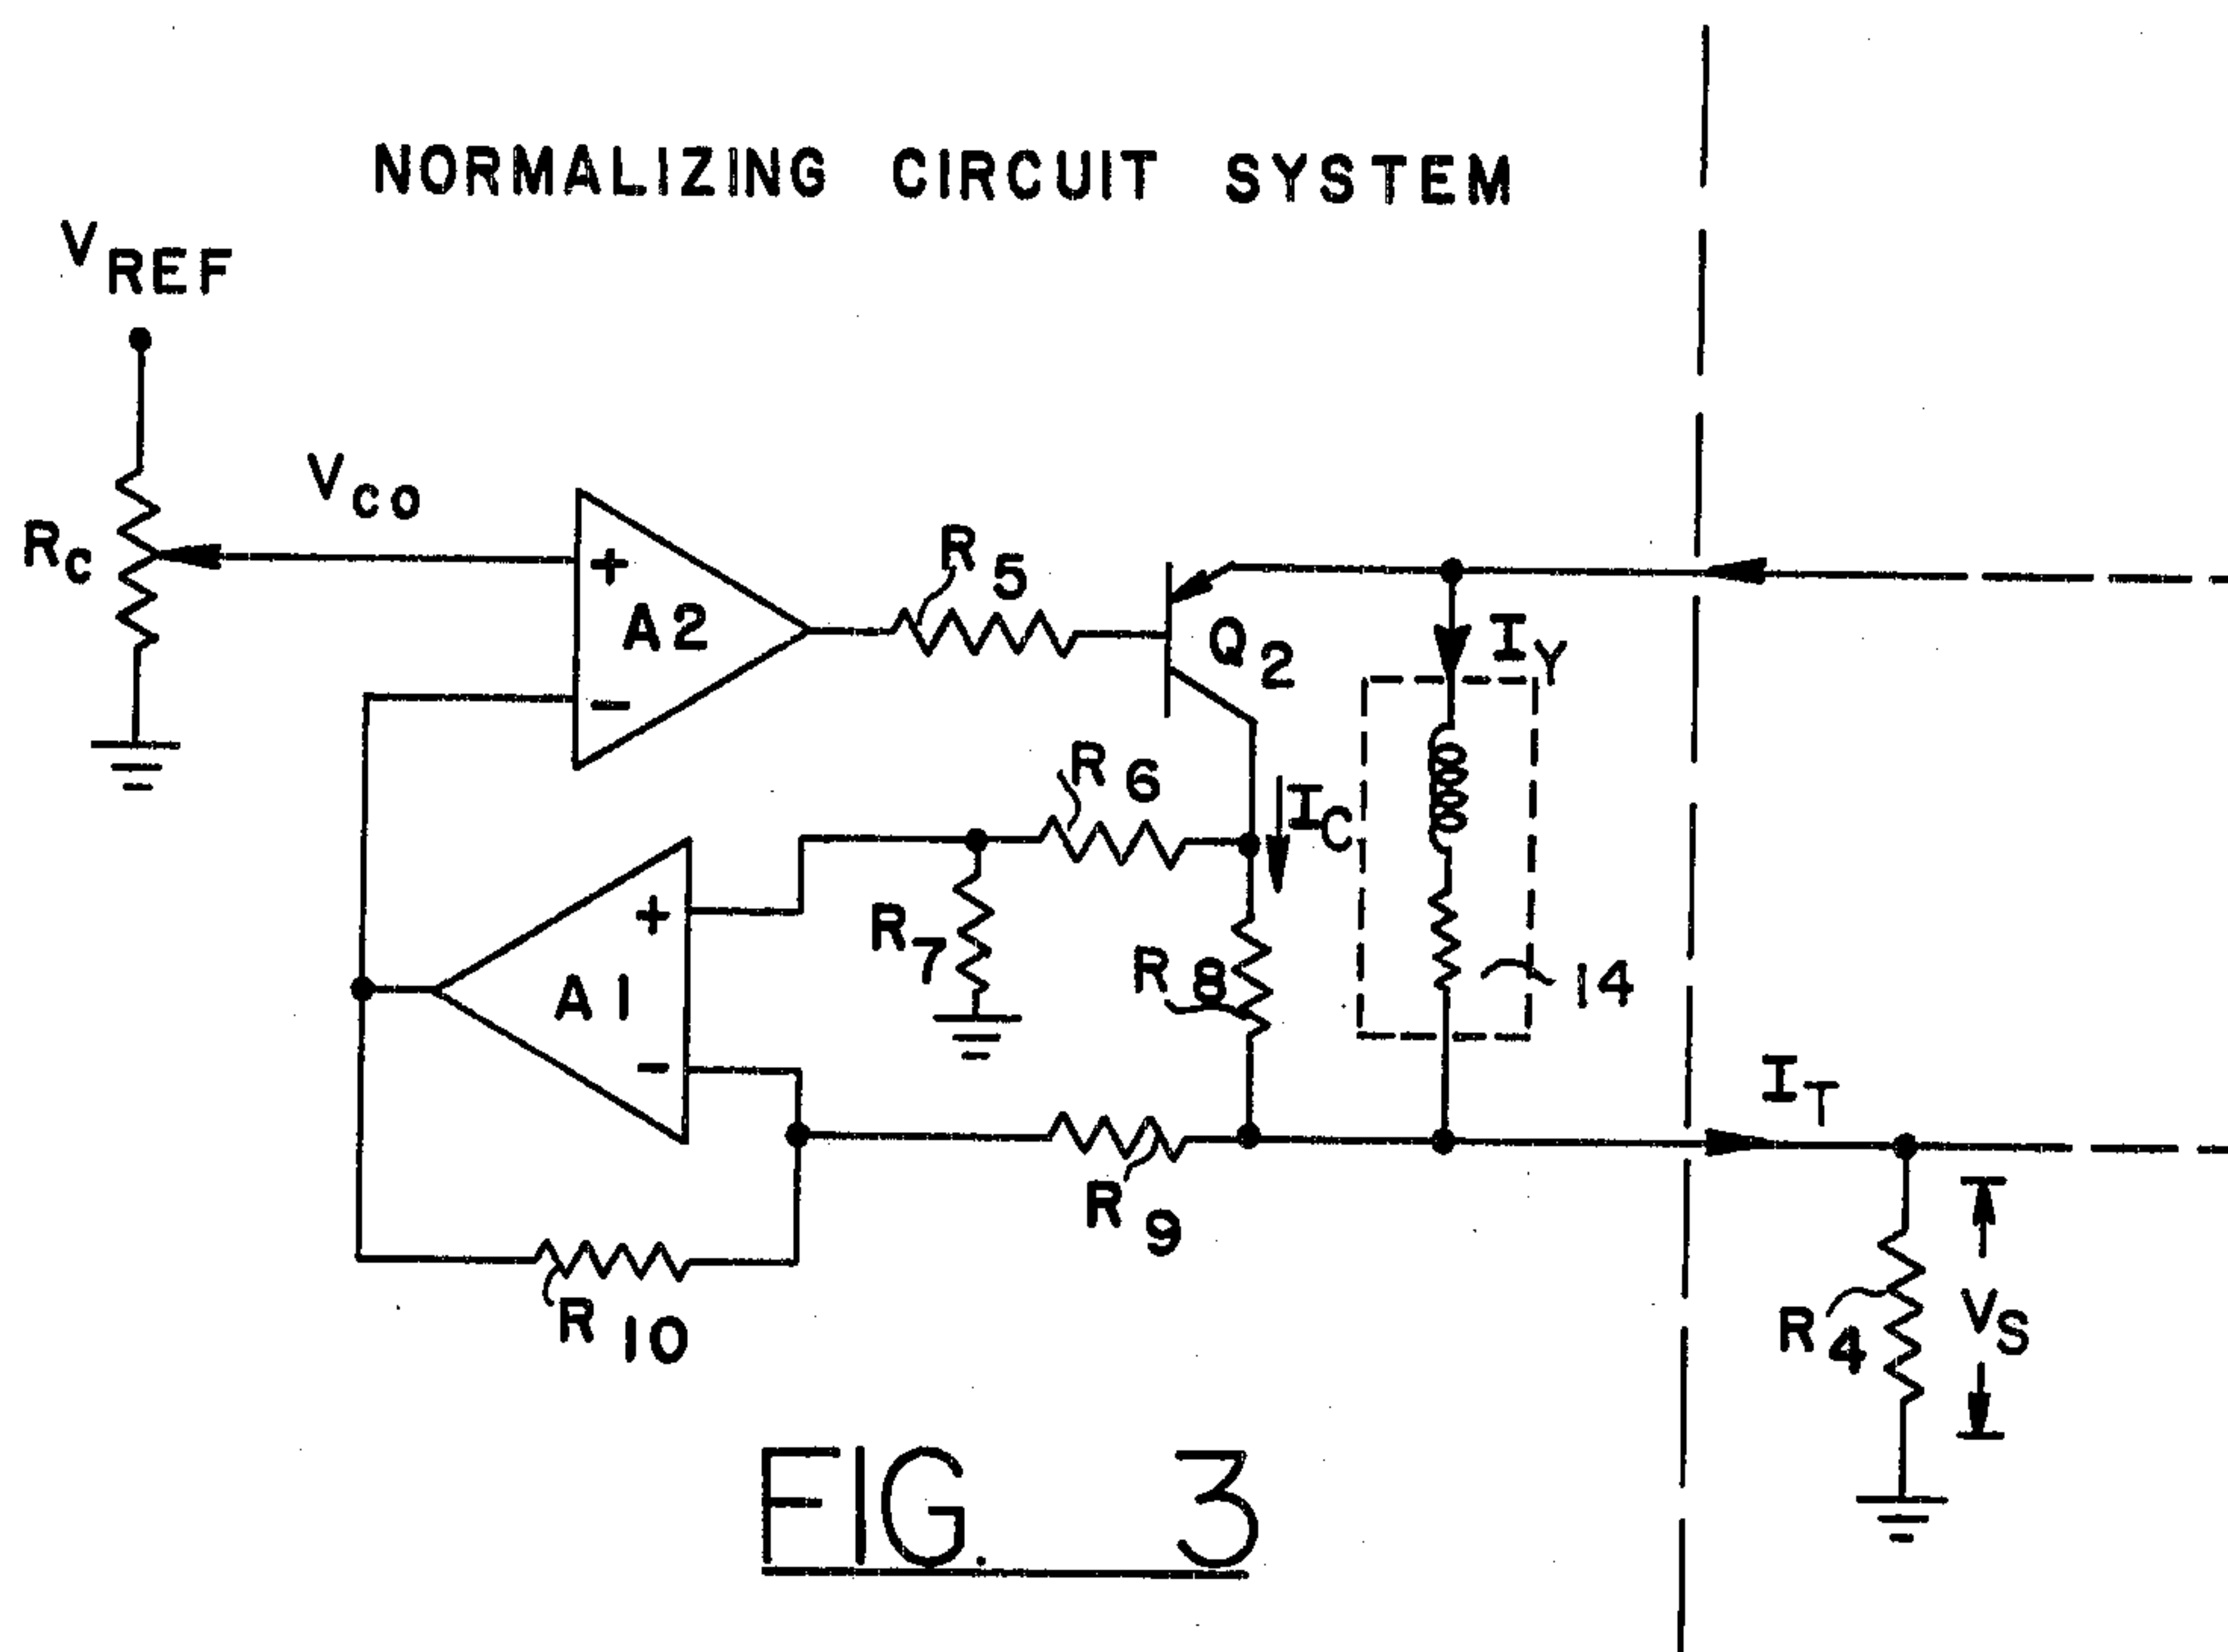 NORMALIZING CIRCUIT SYSTEM
VREF
VCO
RC
+
A2
-
R5
Q2
IY
R6
IC
+
A1
-
R7
R8
14
IT
R9
R10
R4
VS
FIG. 3